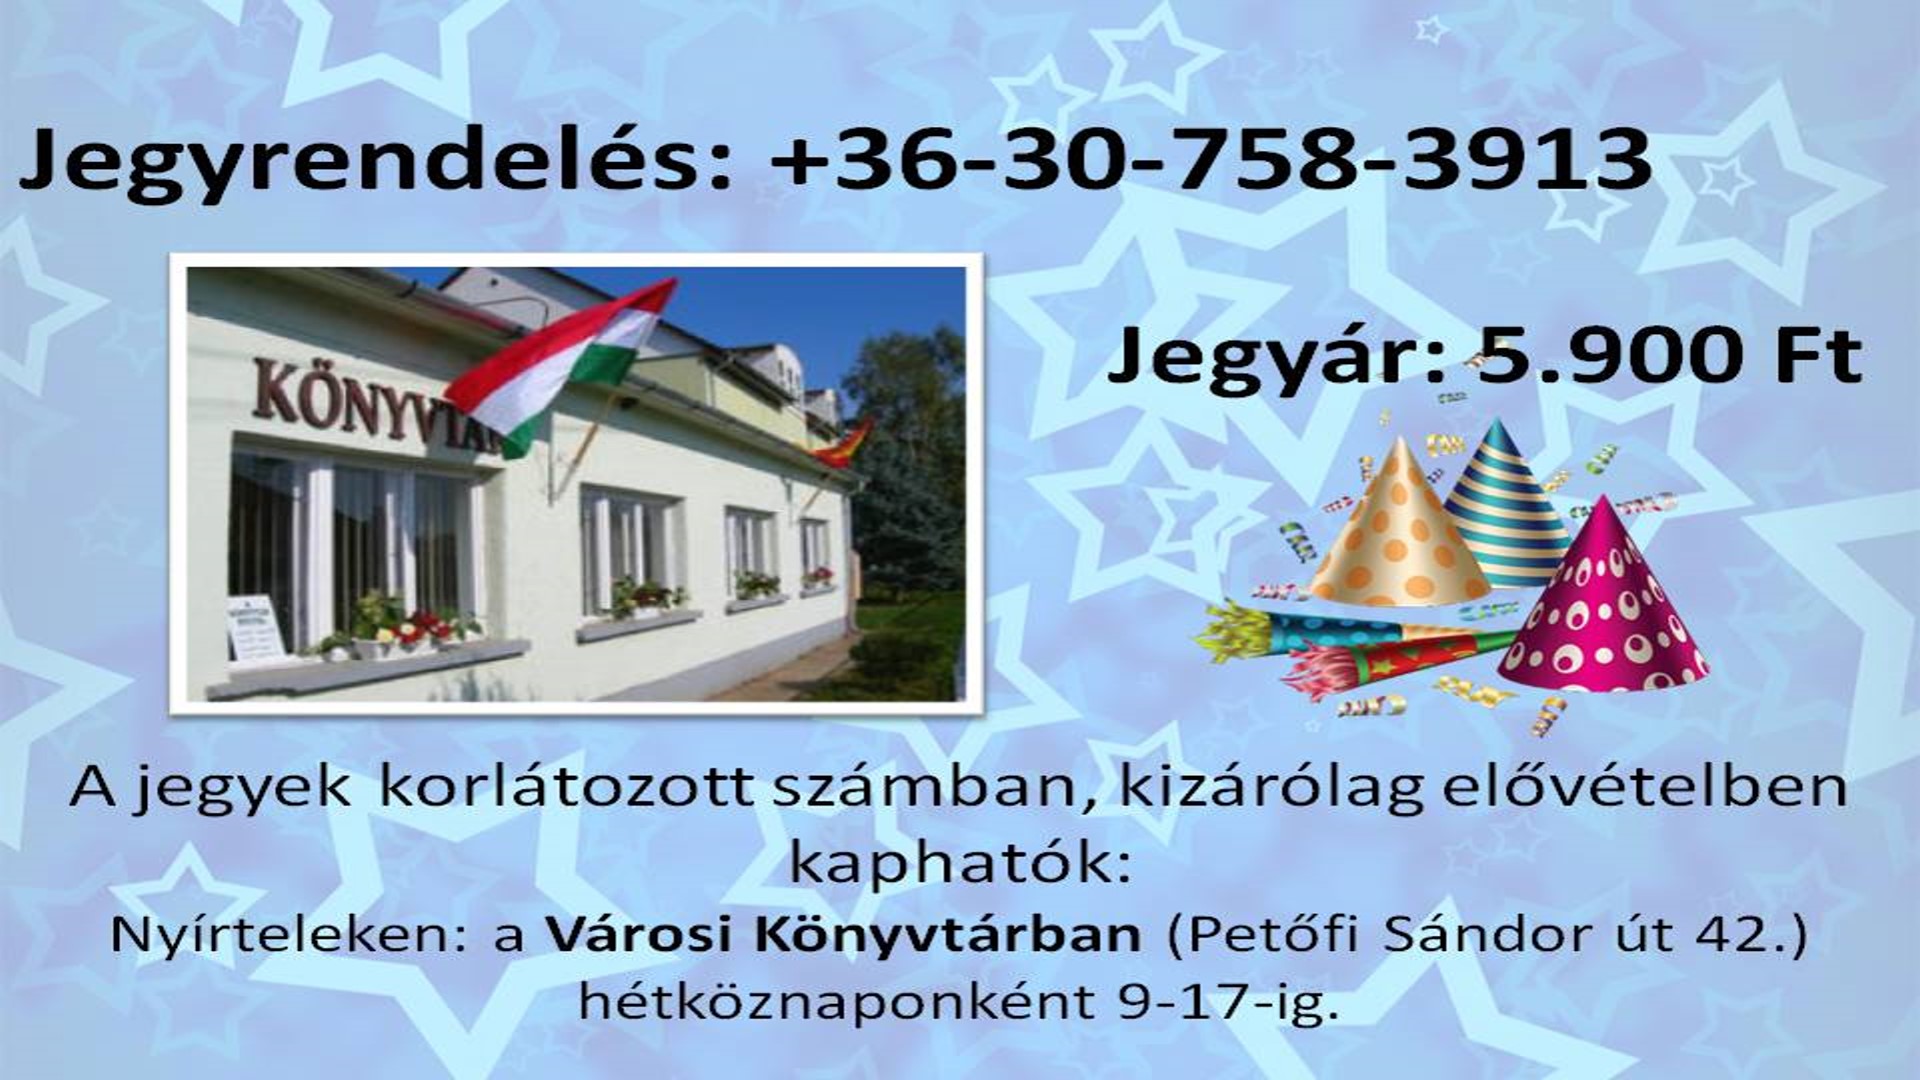 Jegyrendelés: +36-30-758-3913
KÖNYVTÁR
Jegyár: 5.900 Ft
A jegyek korlátozott számban, kizárólag elővételben
kaphatók:
Nyírteleken: a Városi Könyvtárban (Petőfi Sándor út 42.)
hétköznaponként 9-17-ig.